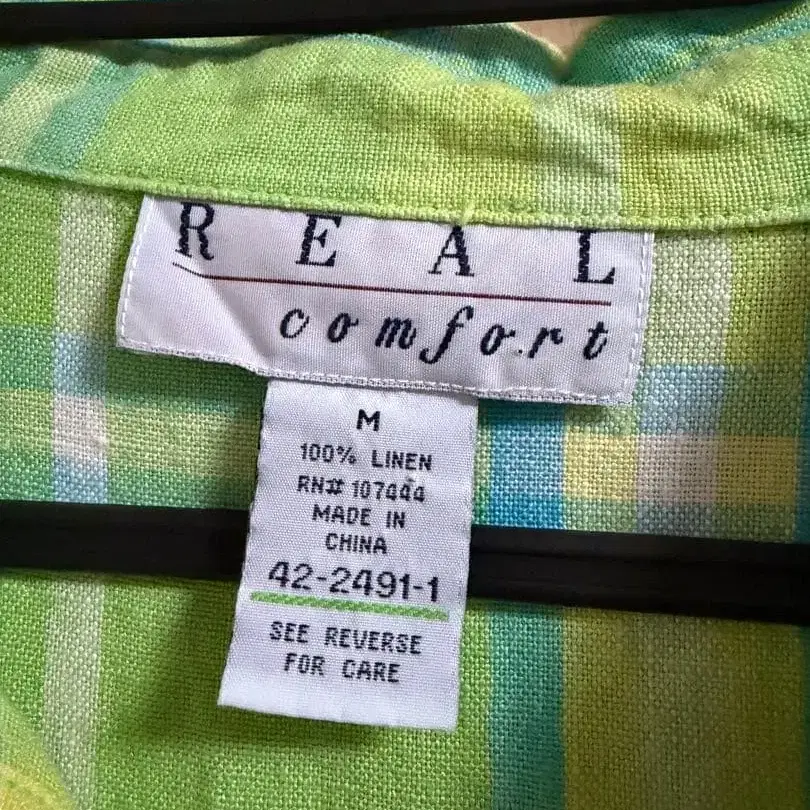 REAL
comfort
M
100% LINEN
RN# 107444
MADE IN
CHINA
42-2491-1
SEE REVERSE
FOR CARE